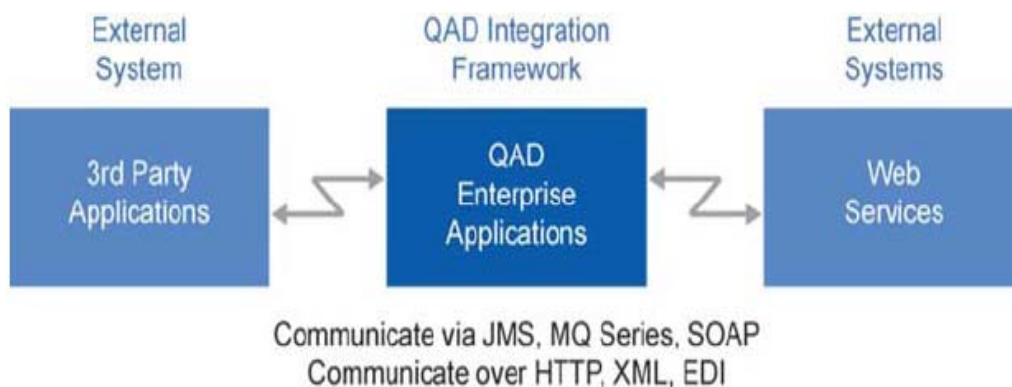 External
System
QAD Integration
Framework
External
Systems
3rd Party
Applications
QAD
Enterprise
Applications
Web
Services
Communicate via JMS, MQ Series, SOAP
Communicate over HTTP, XML, EDI